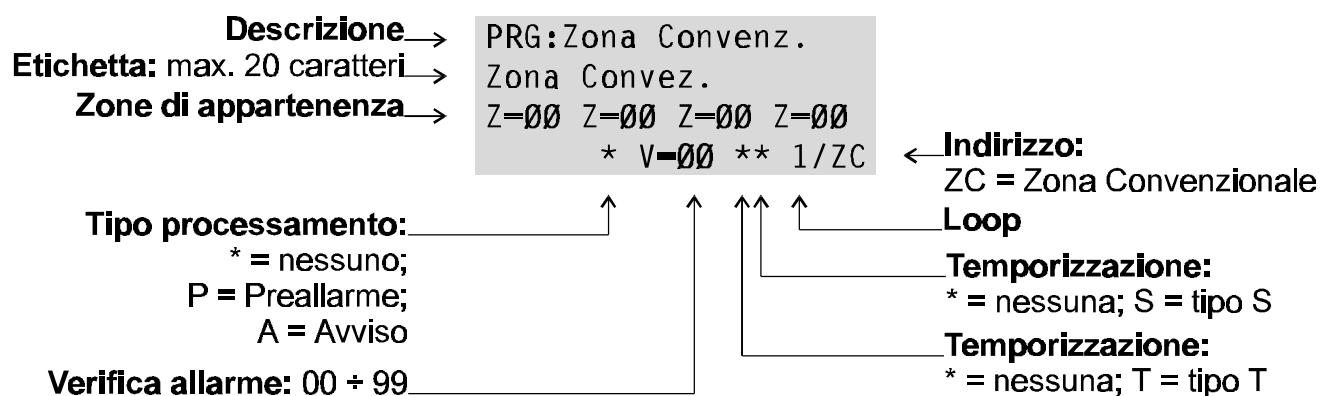 Descrizione
Etichetta: max. 20 caratteri
Zone di appartenenza
PRG:Zona Convenz.
Zona Convez.
Z=00 Z=00 Z=00 Z=00
* V=00 ** 1/ZC
Indirizzo:
ZC = Zona Convenzionale
Loop
Tipo processamento:
* = nessuno;
P = Preallarme;
A = Avviso
Temporizzazione:
* = nessuna; S = tipo S
Temporizzazione:
* = nessuna; T = tipo T
Verifica allarme: 00 ÷ 99